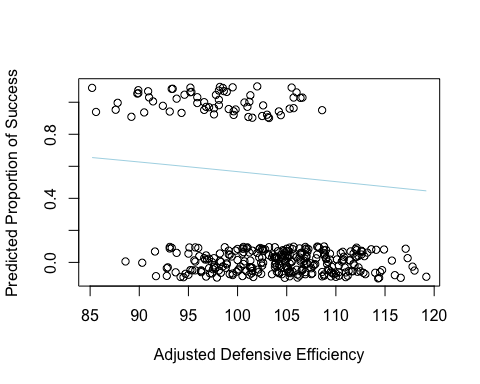 Predicted Proportion of Success
0.8
0.4
0.0
85 90 95 100 105 110 115 120
Adjusted Defensive Efficiency